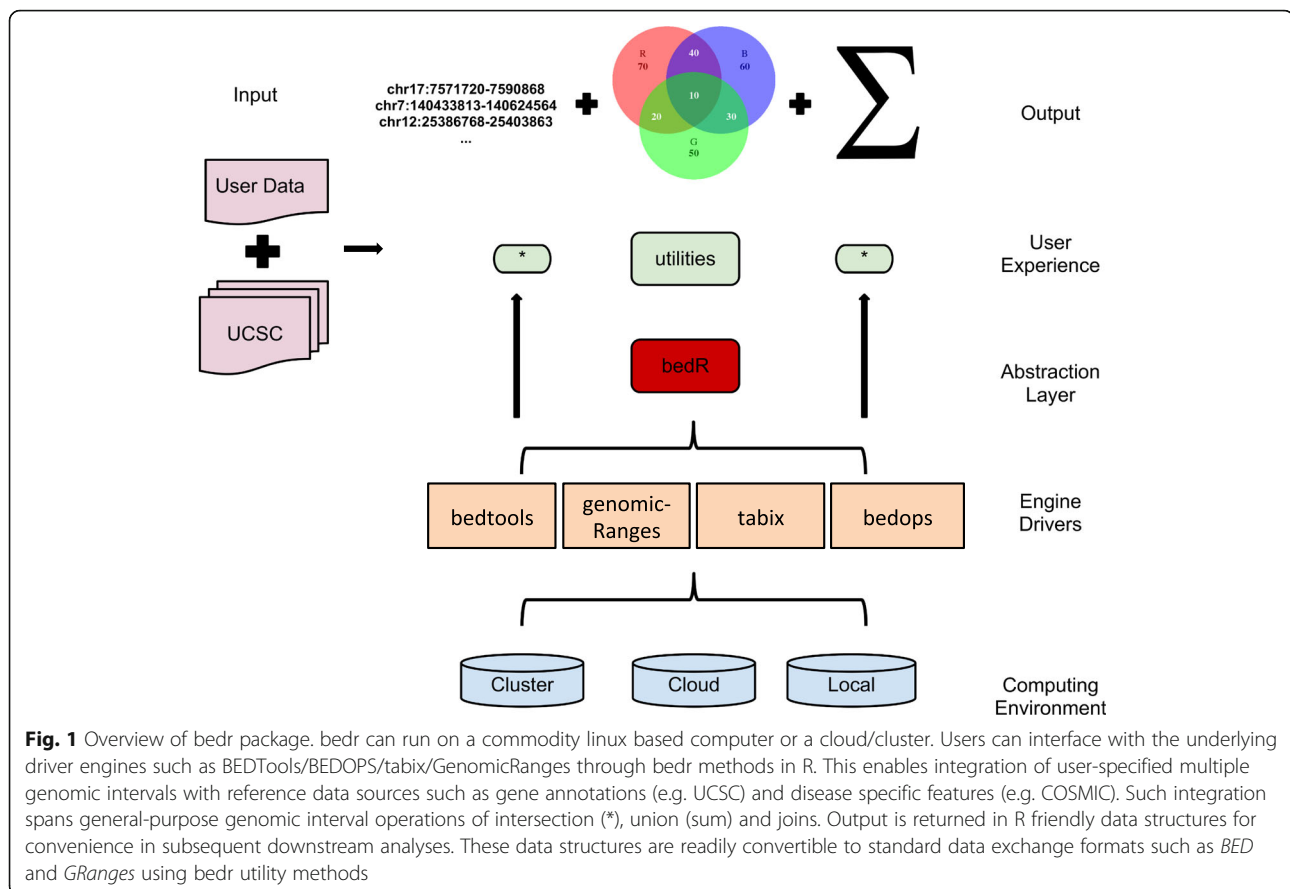 Input
chr17:7571720-7590868
chr7:140433813-140624564
chr12:25386768-25403863
...
R
70
40
B
60
10
20
30
G
50
∑
Output
User Data
UCSC
*
utilities
*
User
Experience
bedR
Abstraction
Layer
bedtools
genomic-
Ranges
tabix
bedops
Engine
Drivers
Cluster
Cloud
Local
Computing
Environment
Fig. 1 Overview of bedr package. bedr can run on a commodity linux based computer or a cloud/cluster. Users can interface with the underlying
driver engines such as BEDTools/BEDOPS/tabix/GenomicRanges through bedr methods in R. This enables integration of user-specified multiple
genomic intervals with reference data sources such as gene annotations (e.g. UCSC) and disease specific features (e.g. COSMIC). Such integration
spans general-purpose genomic interval operations of intersection (*), union (sum) and joins. Output is returned in R friendly data structures for
convenience in subsequent downstream analyses. These data structures are readily convertible to standard data exchange formats such as BED
and GRanges using bedr utility methods